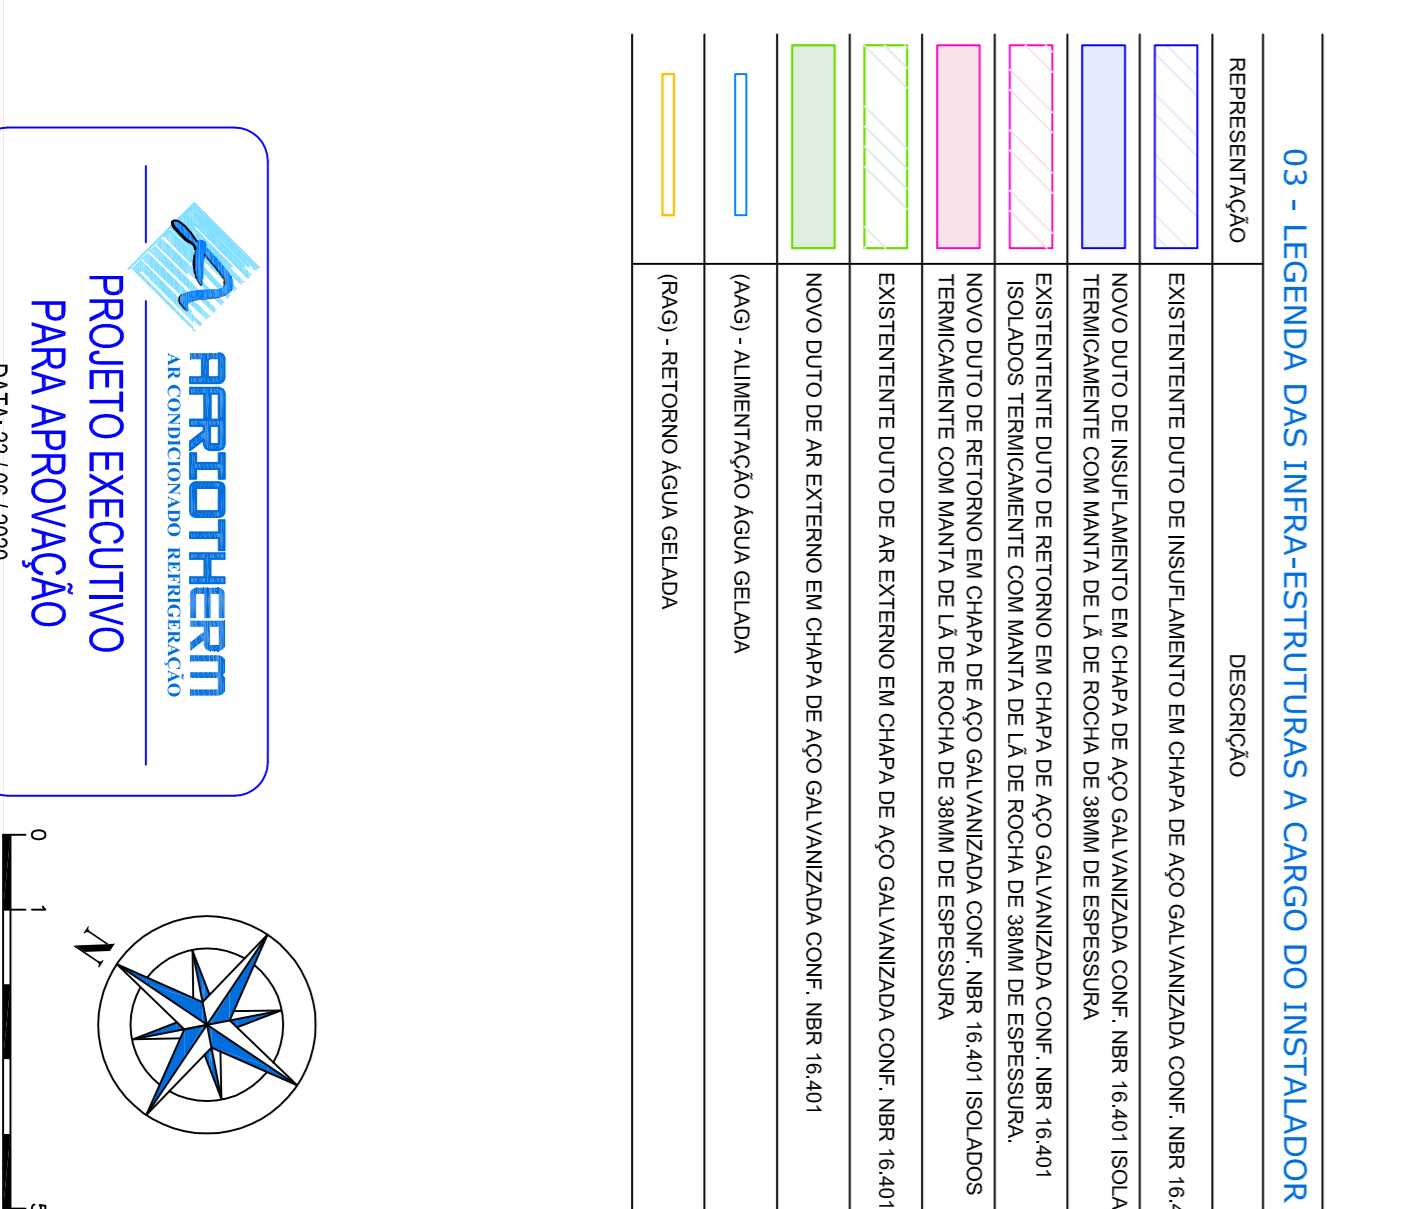 03 - LEGENDA DAS INFRA-ESTRUTURAS A CARGO DO INSTALADOR
REPRESENTAÇÃO
DESCRIÇÃO
EXISTENTENTE DUTO DE INSUFLAMENTO EM CHAPA DE AÇO GALVANIZADA CONF. NBR 16.4
NOVO DUTO DE INSUFLAMENTO EM CHAPA DE AÇO GALVANIZADA CONF. NBR 16.401 ISOLA
TERMICAMENTE COM MANTA DE LÃ DE ROCHA DE 38MM DE ESPESSURA
EXISTENTENTE DUTO DE RETORNO EM CHAPA DE AÇO GALVANIZADA CONF. NBR 16.401
ISOLADOS TERMICAMENTE COM MANTA DE LÃ DE ROCHA DE 38MM DE ESPESSURA.
NOVO DUTO DE RETORNO EM CHAPA DE AÇO GALVANIZADA CONF. NBR 16.401 ISOLADOS
TERMICAMENTE COM MANTA DE LÃ DE ROCHA DE 38MM DE ESPESSURA
EXISTENTENTE DUTO DE AR EXTERNO EM CHAPA DE AÇO GALVANIZADA CONF. NBR 16.401
NOVO DUTO DE AR EXTERNO EM CHAPA DE AÇO GALVANIZADA CONF. NBR 16.401
(AAG) - ALIMENTAÇÃO ÁGUA GELADA
(RAG) - RETORNO ÁGUA GELADA
ARIOTHERM
AR CONDICIONADO REFRIGERAÇÃO
PROJETO EXECUTIVO
PARA APROVAÇÃO
N
0
1
5